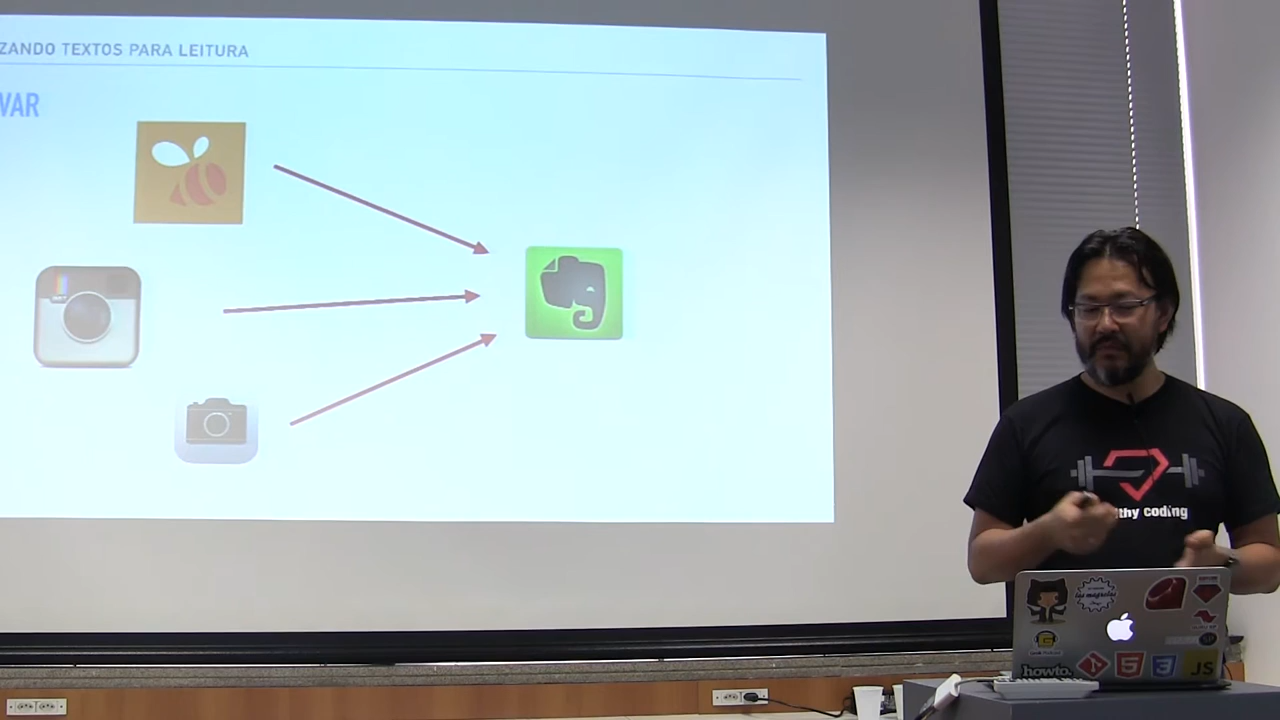 ZANDO TEXTOS PARA LEITURA
VAR
thy coding
howto.
JS